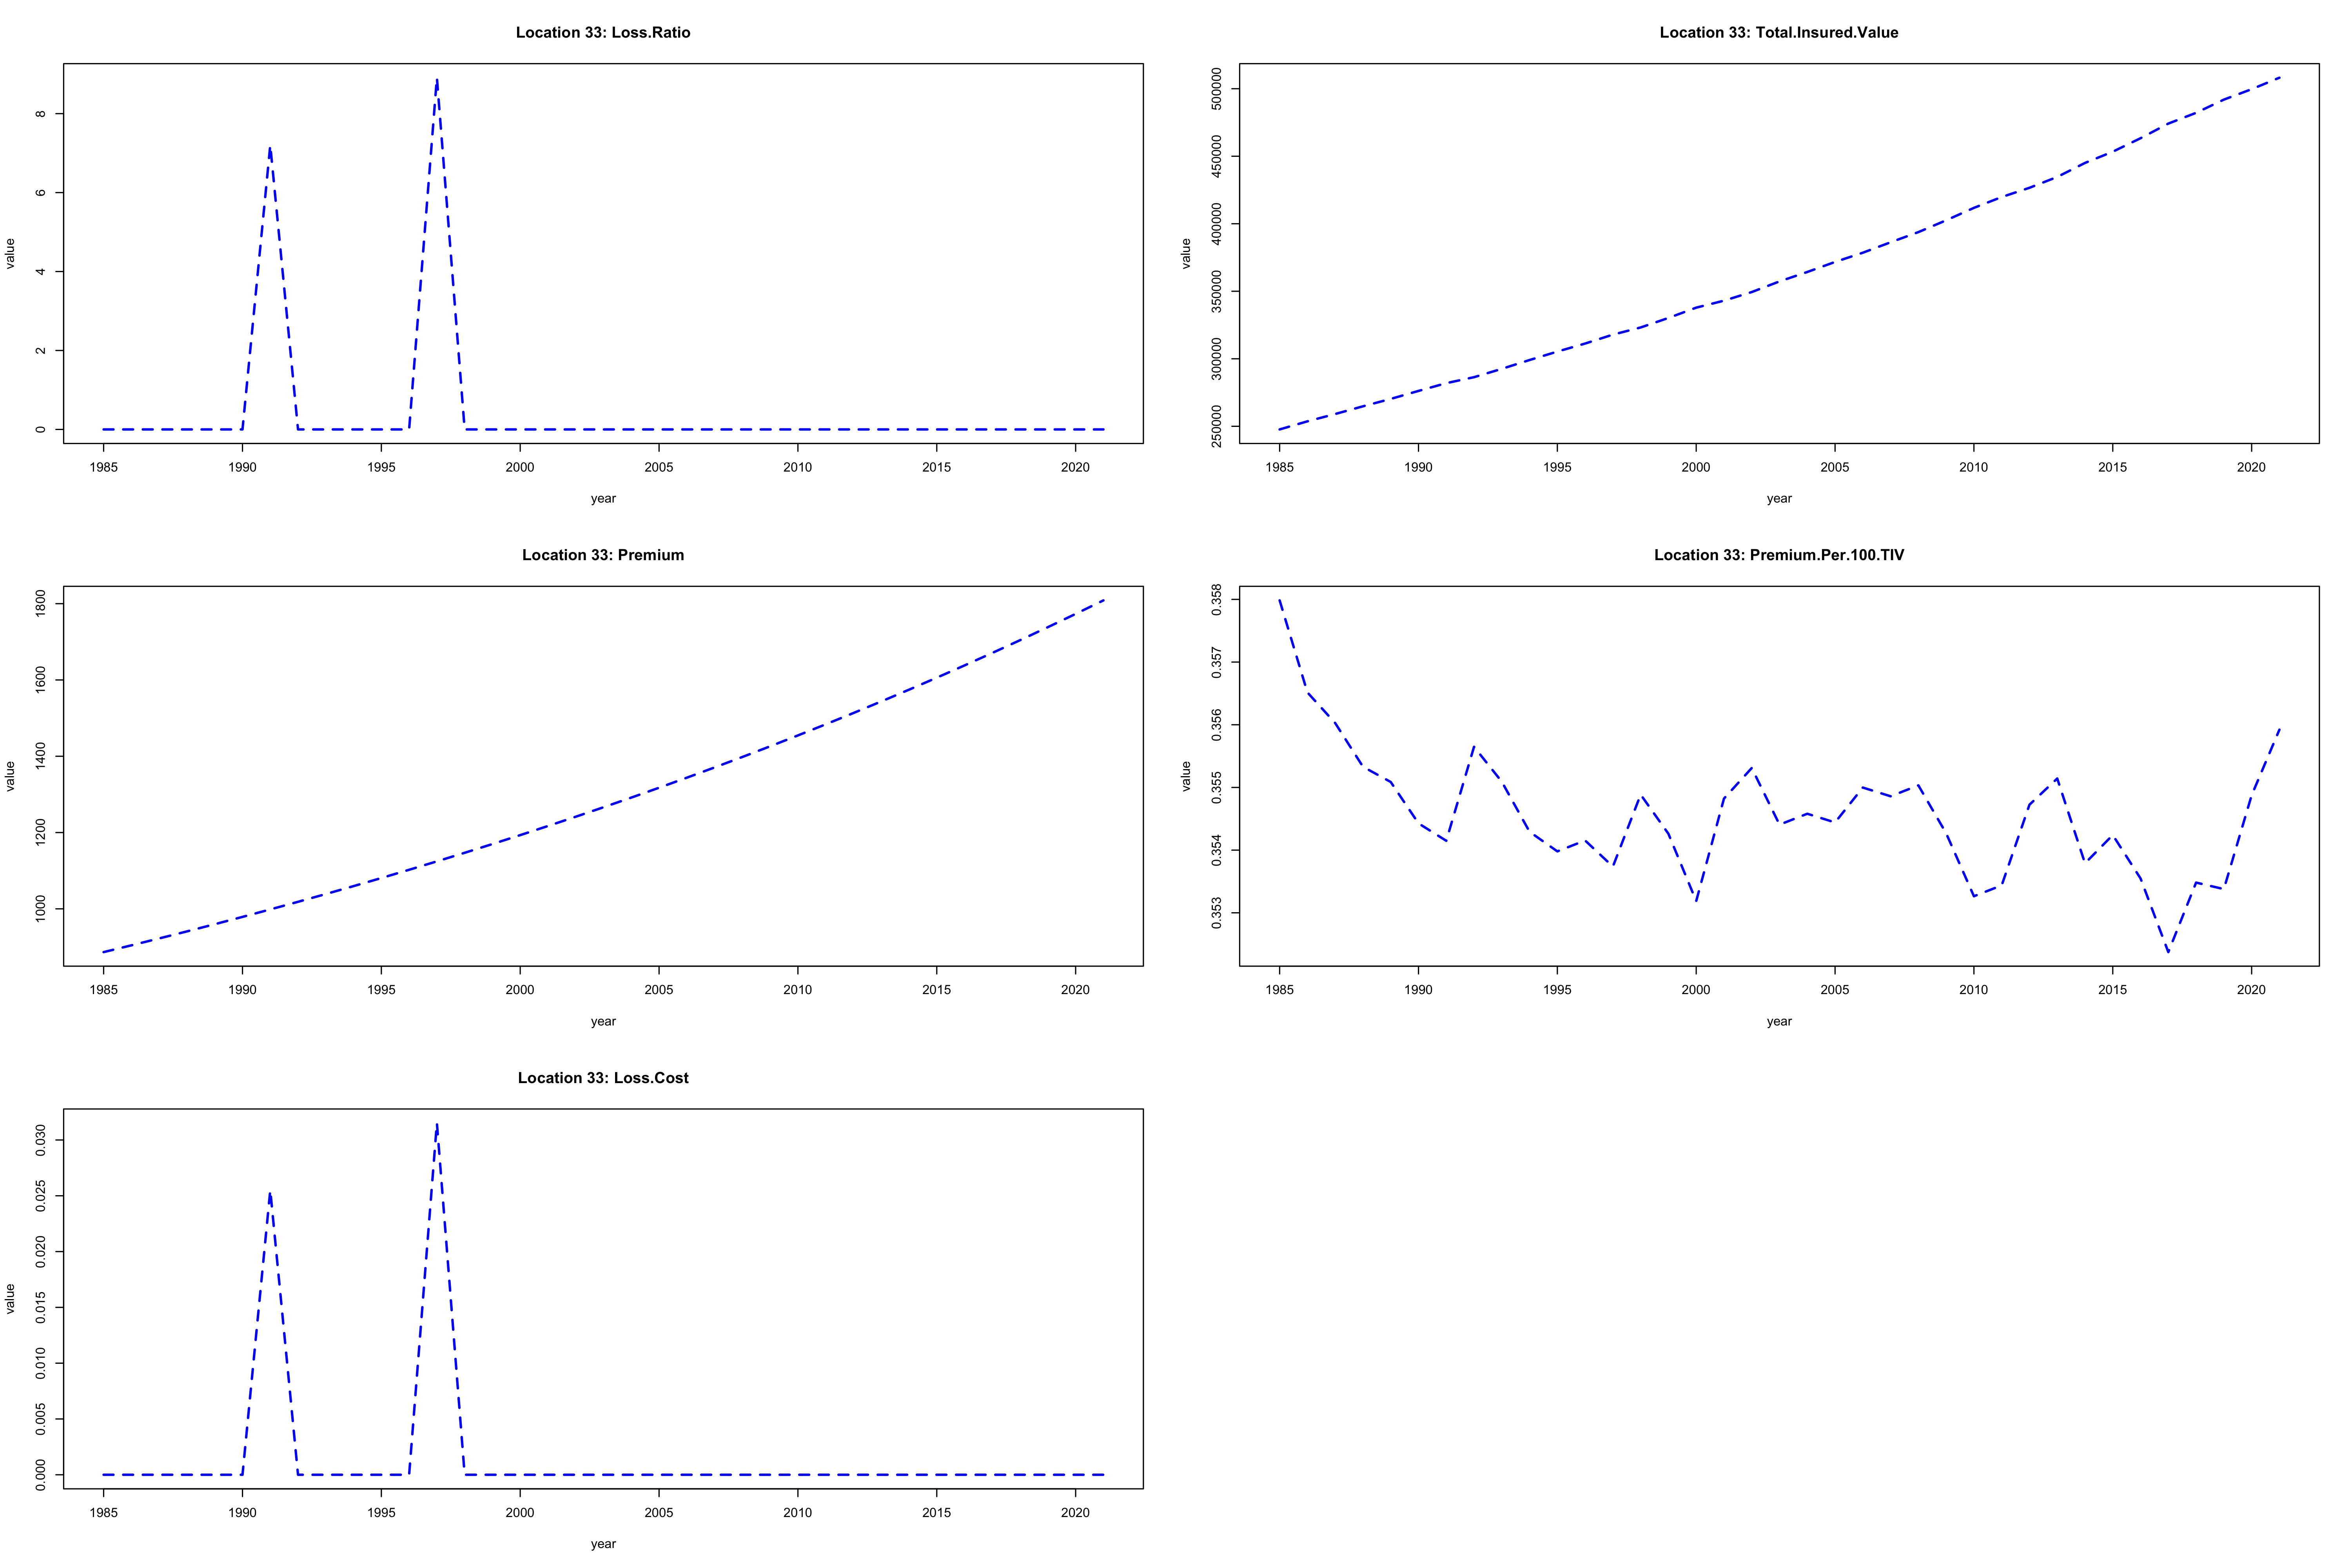 Location 33: Loss.Ratio
value
8
6
4
2
0
1985 1990 1995 2000 2005 2010 2015 2020
year
Location 33: Total.Insured.Value
value
500000
450000
400000
350000
300000
250000
1985 1990 1995 2000 2005 2010 2015 2020
year
Location 33: Premium
value
1800
1600
1400
1200
1000
1985 1990 1995 2000 2005 2010 2015 2020
year
Location 33: Premium.Per.100.TIV
value
0.358
0.357
0.356
0.355
0.354
0.353
1985 1990 1995 2000 2005 2010 2015 2020
year
Location 33: Loss.Cost
value
0.030
0.025
0.020
0.015
0.010
0.005
0.000
1985 1990 1995 2000 2005 2010 2015 2020
year